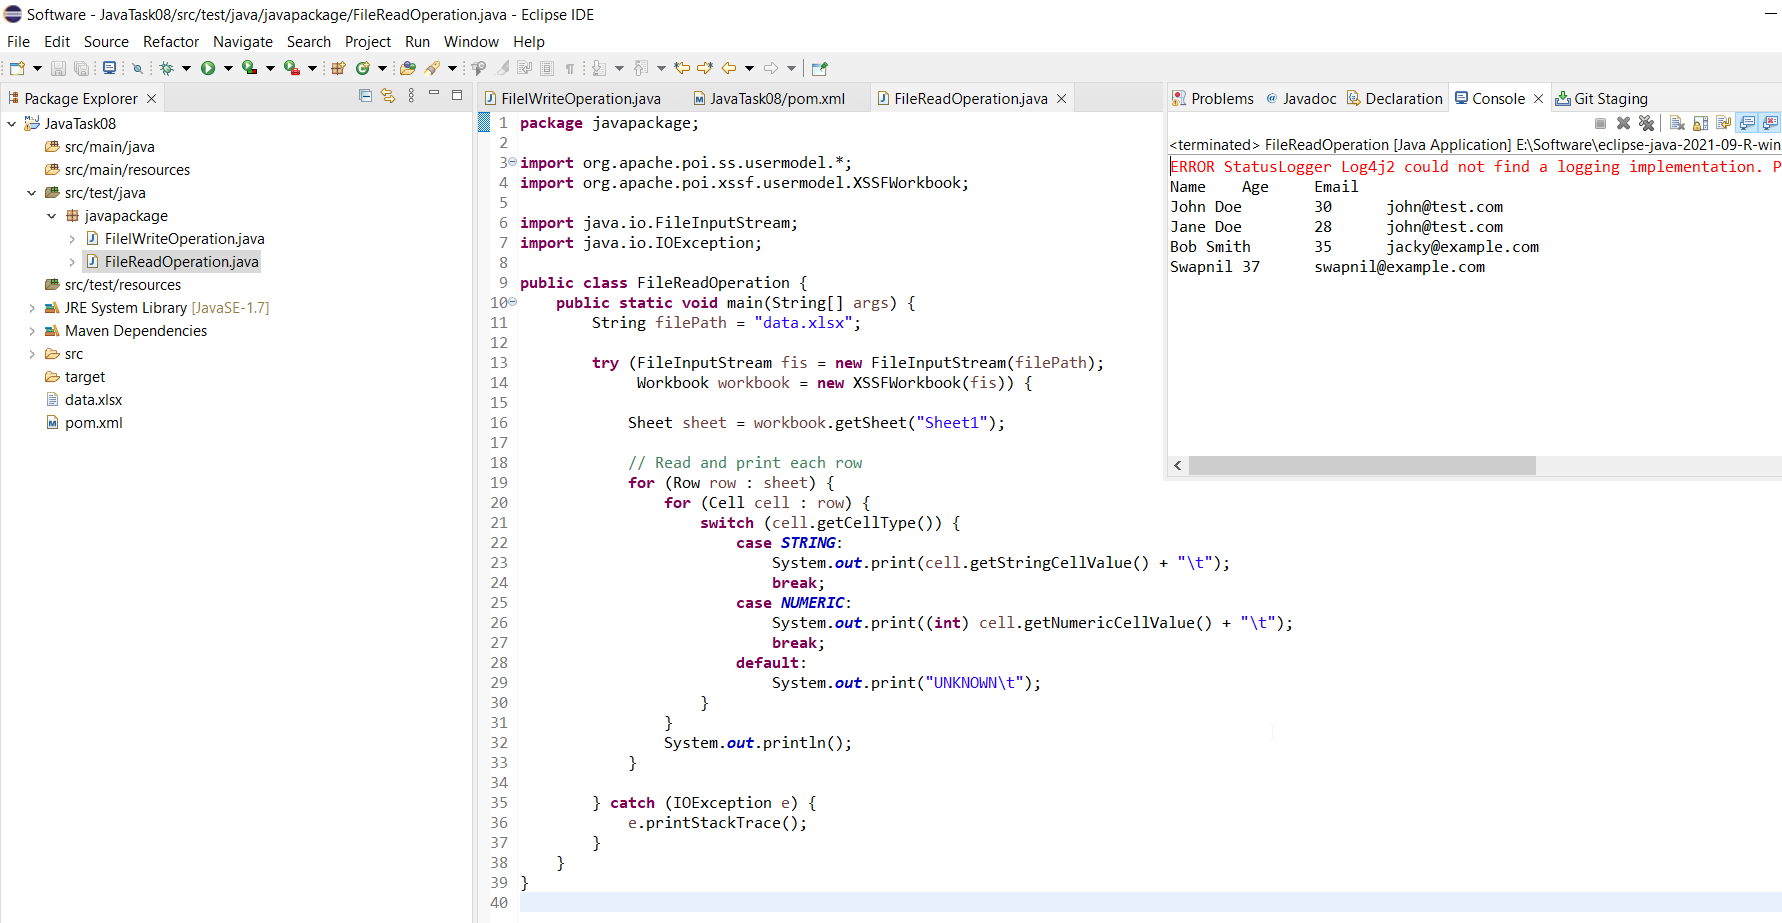 Software - JavaTask08/src/test/java/javapackage/FileReadOperation.java - Eclipse IDE
File Edit Source Refactor Navigate Search Project Run Window Help
Package Explorer
JavaTask08
src/main/java
src/main/resources
src/test/java
javapackage
FileIWriteOperation.java
FileReadOperation.java
src/test/resources
JRE System Library [JavaSE-1.7]
Maven Dependencies
src
target
data.xlsx
pom.xml
FileIWriteOperation.java JavaTask08/pom.xml FileReadOperation.java
1 package javapackage;
2
3 import org.apache.poi.ss.usermodel.*;
4 import org.apache.poi.xssf.usermodel.XSSFWorkbook;
5
6 import java.io.FileInputStream;
7 import java.io.IOException;
8
9 public class FileReadOperation {
10 public static void main(String[] args) {
11 String filePath = "data.xlsx";
12
13 try (FileInputStream fis = new FileInputStream(filePath);
14 Workbook workbook = new XSSFWorkbook(fis)) {
15
16 Sheet sheet = workbook.getSheet("Sheet1");
17
18 // Read and print each row
19 for (Row row : sheet) {
20 for (Cell cell : row) {
21 switch (cell.getCellType()) {
22 case STRING:
23 System.out.print(cell.getStringCellValue() + "\t");
24 break;
25 case NUMERIC:
26 System.out.print((int) cell.getNumericCellValue() + "\t");
27 break;
28 default:
29 System.out.print("UNKNOWN\t");
30 }
31 }
32 System.out.println();
33 }
34
35 } catch (IOException e) {
36 e.printStackTrace();
37 }
38 }
39 }
40
Problems Javadoc Declaration Console Git Staging
<terminated> FileReadOperation [Java Application] E:\Software\eclipse-java-2021-09-R-win
ERROR StatusLogger Log4j2 could not find a logging implementation. P
Name Age Email
John Doe 30 john@test.com
Jane Doe 28 john@test.com
Bob Smith 35 jacky@example.com
Swapnil 37 swapnil@example.com